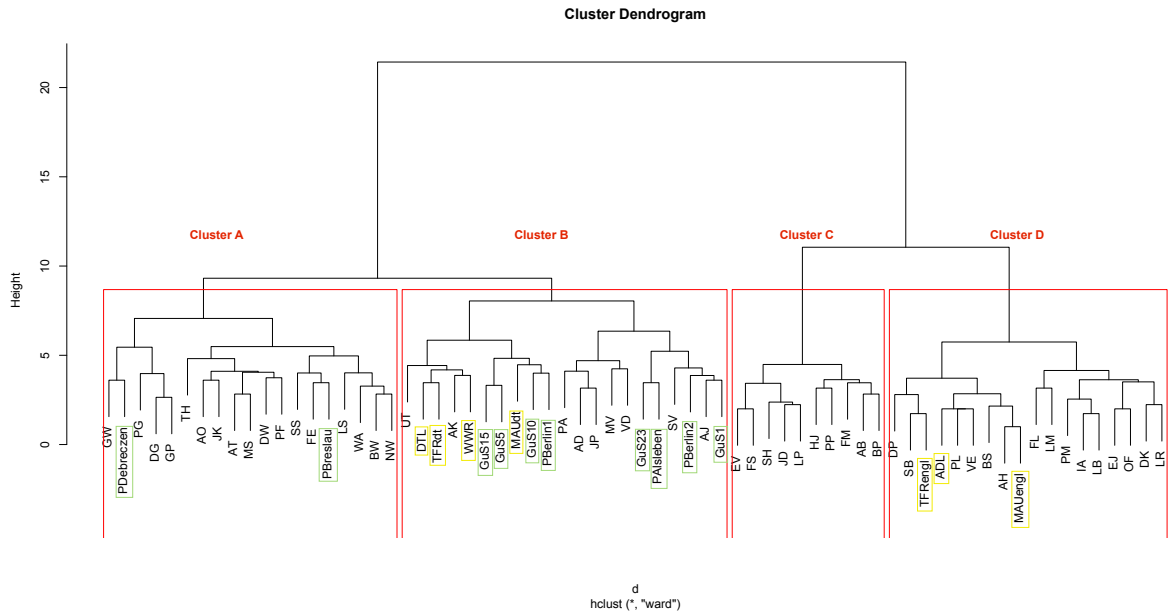 Cluster Dendrogram
Height
20
15
10
5
0
Cluster A
Cluster B
Cluster C
Cluster D
GW
PDebreczen
PG
DG
GP
TH
AO
JK
AT
MS
DW
PF
SS
FE
PBreslau
LS
WA
BW
NW
UT
DTL
TFRdt
AK
WWR
GuS15
GuS5
MAUdt
GuS10
PBerlin1
PA
AD
JP
MV
VD
GuS23
PAlsleben
SV
PBerlin2
AJ
GuS1
EV
FS
SH
JD
LP
HJ
PP
FM
AB
BP
DP
SB
TFRengl
ADL
PL
VE
BS
AH
MAUengl
FL
LM
PM
IA
LB
EJ
OF
DK
LR
d
hclust (*, "ward")